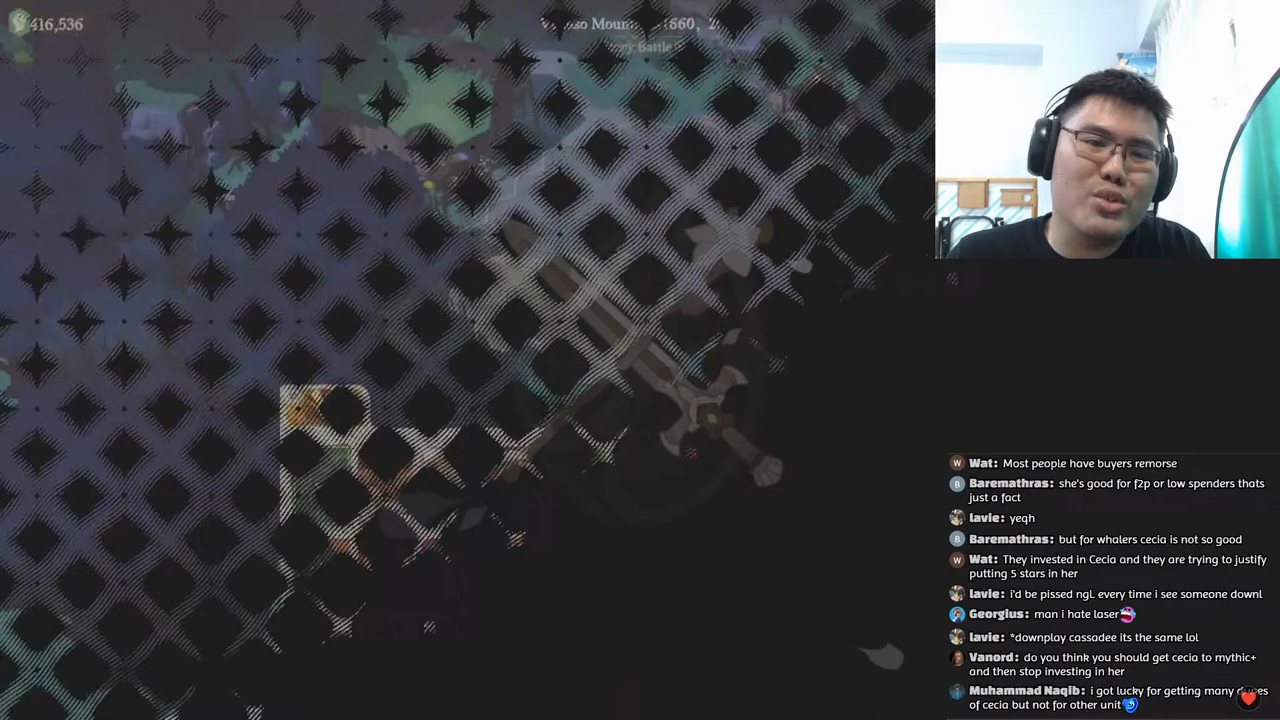 416,536
Battle
Wat: Most people have buyers remorse
Baremathras: she's good for f2p or low spenders thats
just a fact
lavie: yeqh
Baremathras: but for whalers cecia is not so good
Wat: They invested in Cecia and they are trying to justify
putting 5 stars in her
lavie: i'd be pissed ngl every time i see someone downl
Georgius: man i hate laser
lavie: *downplay cassadee its the same lol
Vanord: do you think you should get cecia to mythic+
and then stop investing in her
Muhammad Naqib: i got lucky for getting many dupes
of cecia but not for other unit